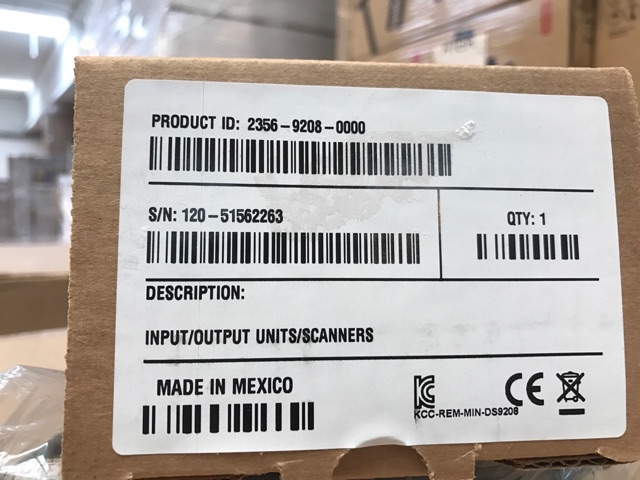 PRODUCT ID: 2356-9208-0000
S/N: 120-51562263
QTY: 1
DESCRIPTION:
INPUT/OUTPUT UNITS/SCANNERS
MADE IN MEXICO
KCC-REM-MIN-DS9208
CE